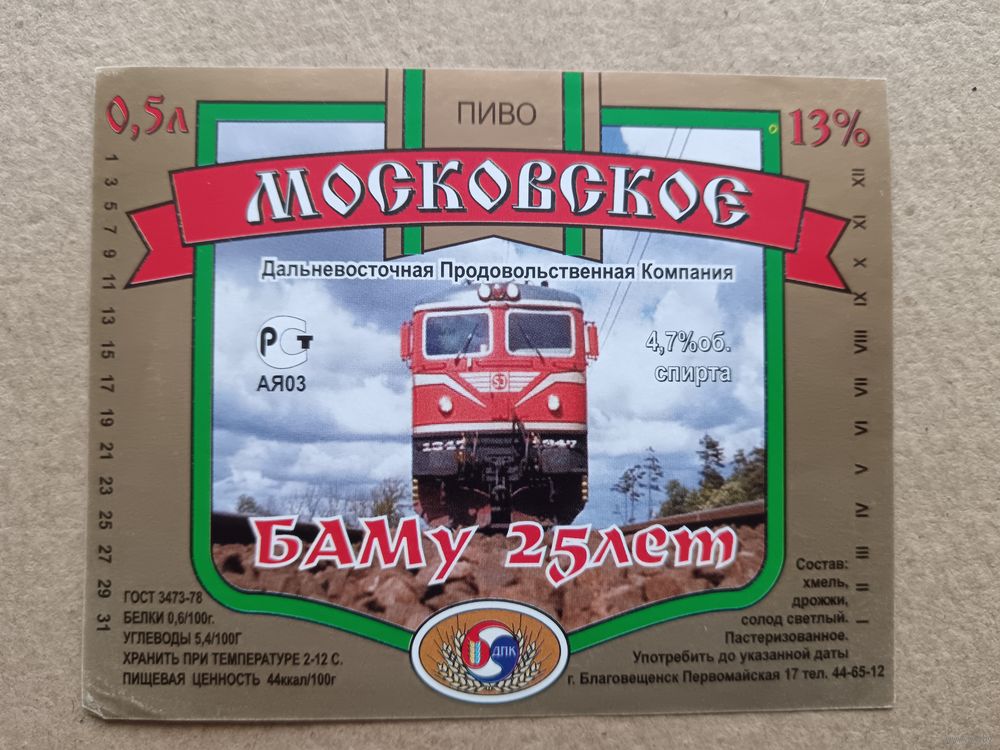 0,5л
ПИВО
13%
МОСКОВСКОЕ
Дальневосточная Продовольственная Компания
РСТ
АЯ03
4,7%об.
спирта
SJ
1347
1347
БАМу 25лет
1
3
5
7
9
11
13
15
17
19
21
23
25
27
29
31
XII
XI
X
IX
VIII
VII
VI
V
IV
III
II
I
ГОСТ 3473-78
БЕЛКИ 0,6/100г.
УГЛЕВОДЫ 5,4/100Г
ХРАНИТЬ ПРИ ТЕМПЕРАТУРЕ 2-12 С.
ПИЩЕВАЯ ЦЕННОСТЬ 44ккал/100г
ДПК
Состав:
хмель,
дрожжи,
солод светлый.
Пастеризованное.
Употребить до указанной даты
г. Благовещенск Первомайская 17 тел. 44-65-12